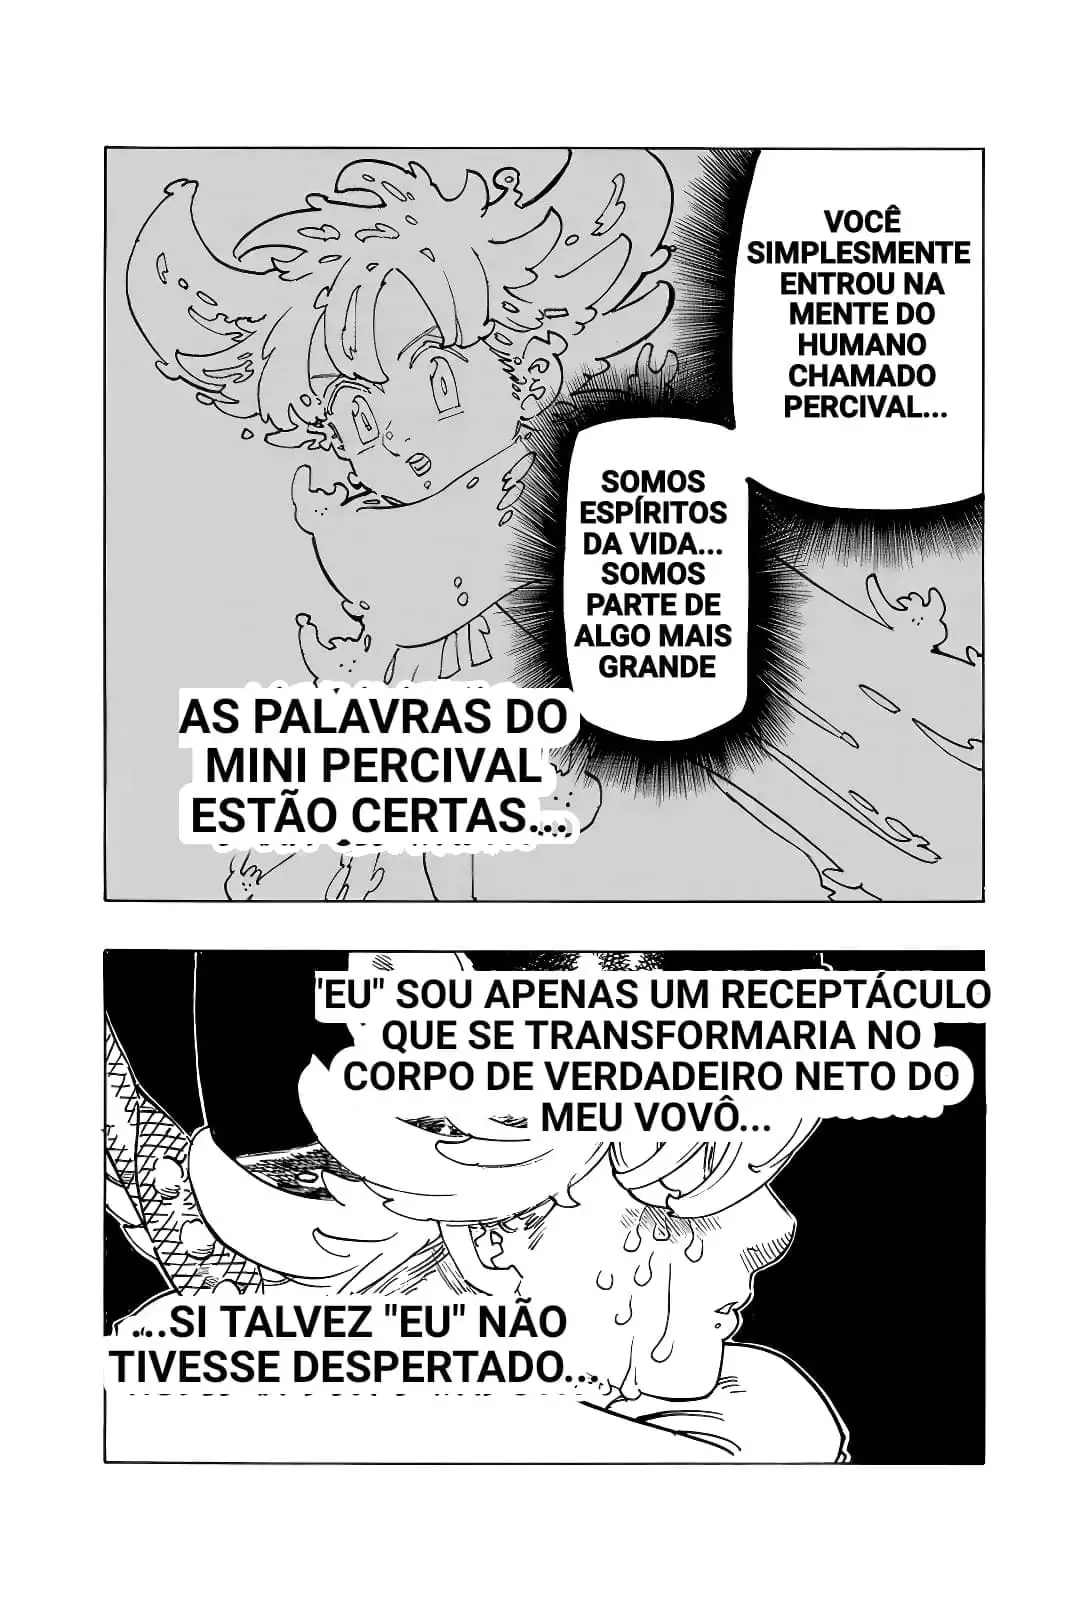 VOCÊ
SIMPLESMENTE
ENTROU NA
MENTE DO
HUMANO
CHAMADO
PERCIVAL...
SOMOS
ESPÍRITOS
DA VIDA...
SOMOS
PARTE DE
ALGO MAIS
GRANDE
AS PALAVRAS DO
MINI PERCIVAL
ESTÃO CERTAS...
"EU" SOU APENAS UM RECEPTÁCULO
QUE SE TRANSFORMARIA NO
CORPO DE VERDADEIRO NETO DO
MEU VOVÔ...
...SI TALVEZ "EU" NÃO
TIVESSE DESPERTADO...